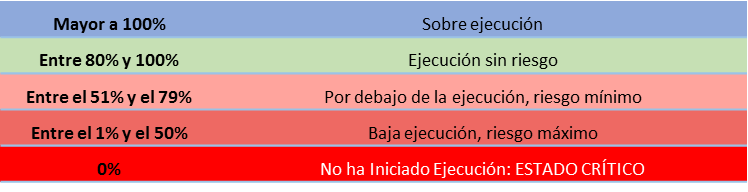 Mayor a 100% Sobre ejecución
Entre 80% y 100% Ejecución sin riesgo
Entre el 51% y el 79% Por debajo de la ejecución, riesgo mínimo
Entre el 1% y el 50% Baja ejecución, riesgo máximo
0% No ha Iniciado Ejecución: ESTADO CRÍTICO